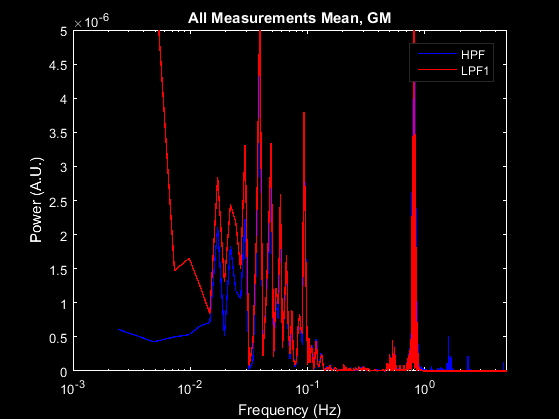 All Measurements Mean, GM
×10⁻⁶
5
4.5
4
3.5
3
2.5
2
1.5
1
0.5
0
Power (A.U.)
HPF
LPF1
10⁻³ 10⁻² 10⁻¹ 10⁰
Frequency (Hz)